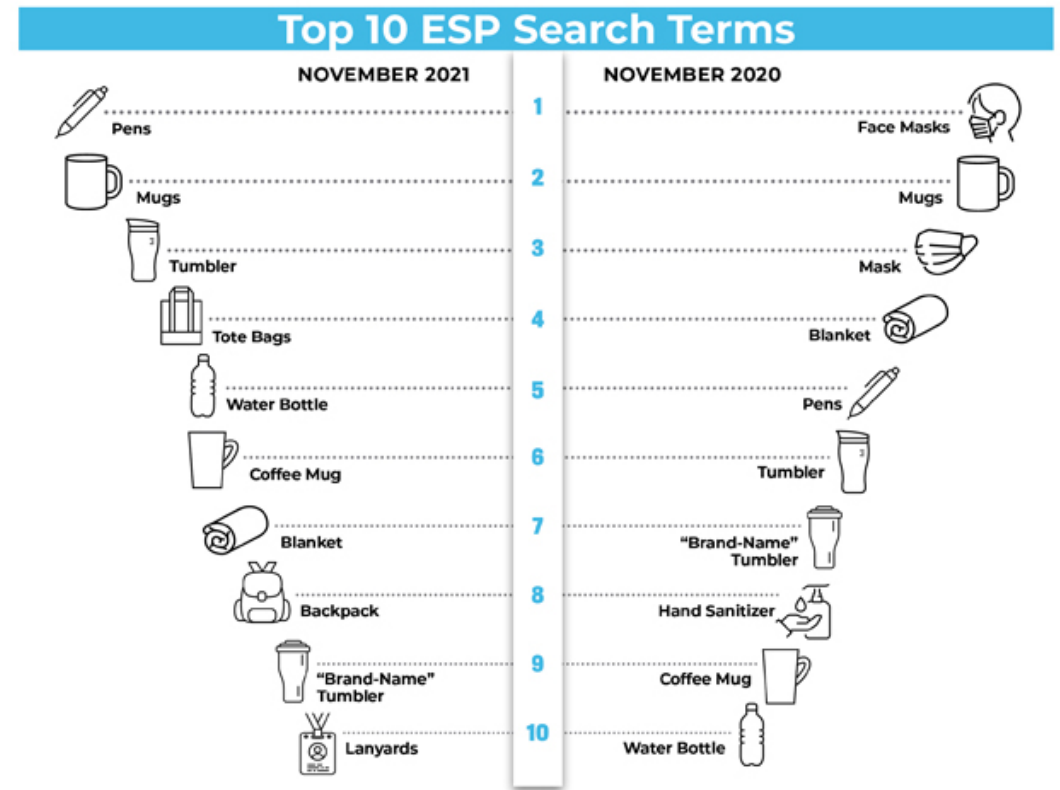 Top 10 ESP Search Terms
NOVEMBER 2021
NOVEMBER 2020
1
Pens
Face Masks
2
Mugs
Mugs
3
Tumbler
Mask
4
Tote Bags
Blanket
5
Water Bottle
Pens
6
Coffee Mug
Tumbler
7
Blanket
“Brand-Name”
Tumbler
8
Backpack
Hand Sanitizer
9
“Brand-Name”
Tumbler
Coffee Mug
10
Lanyards
Water Bottle